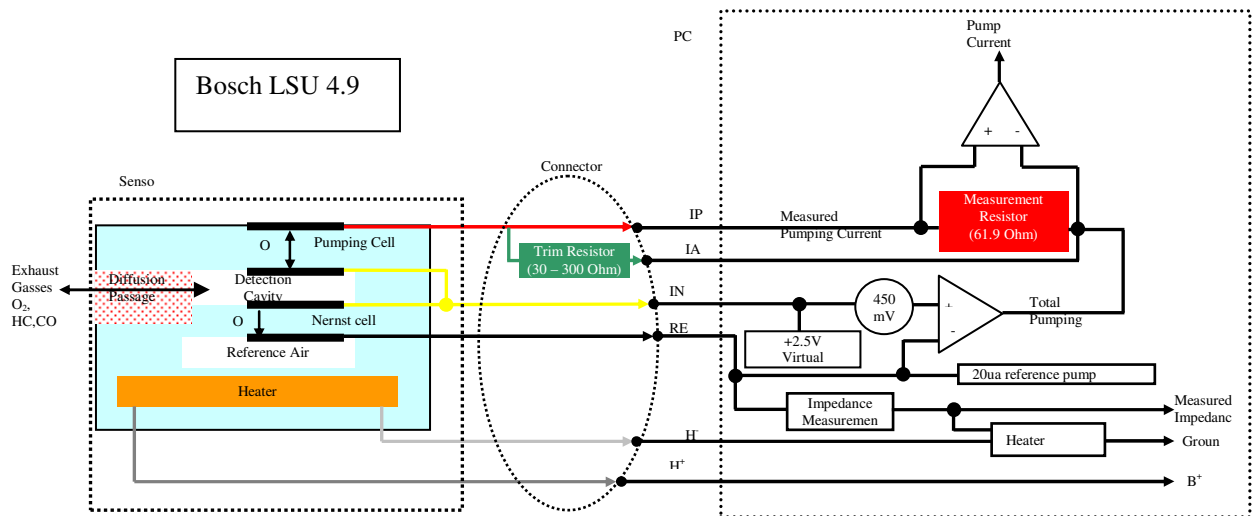 Bosch LSU 4.9
PC
Pump
Current
+ -
Connector
Senso
IP
Measured
Pumping Current
Measurement
Resistor
(61.9 Ohm)
O
Pumping Cell
Trim Resistor
(30 – 300 Ohm)
IA
Exhaust
Gasses
O₂,
HC,CO
Diffusion
Passage
Detection
Cavity
IN
450
mV
+
-
Total
Pumping
O
Nernst cell
RE
+2.5V
Virtual
Reference Air
20ua reference pump
Heater
Impedance
Measuremen
Measured
Impedanc
H⁻
Heater
Groun
H⁺
B⁺